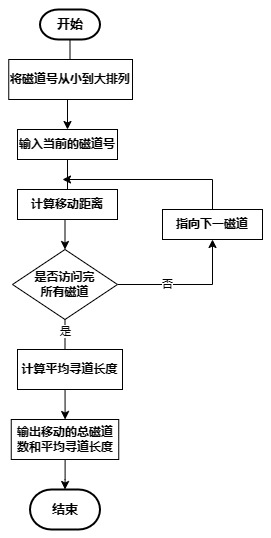 开始
将磁道号从小到大排列
输入当前的磁道号
计算移动距离
指向下一磁道
是否访问完
所有磁道
否
是
计算平均寻道长度
输出移动的总磁道
数和平均寻道长度
结束